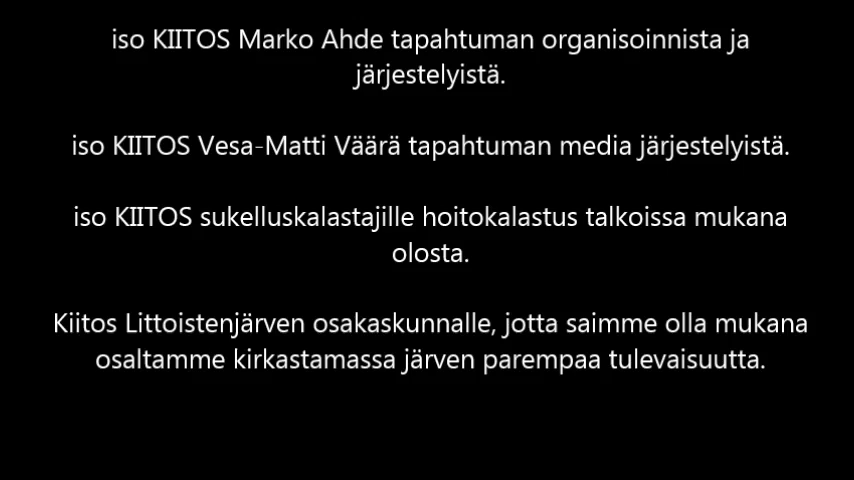 iso KIITOS Marko Ahde tapahtuman organisoinnista ja
järjestelyistä.
iso KIITOS Vesa-Matti Väärä tapahtuman media järjestelyistä.
iso KIITOS sukelluskalastajille hoitokalastus talkoissa mukana
olosta.
Kiitos Littoistenjärven osakaskunnalle, jotta saimme olla mukana
osaltamme kirkastamassa järven parempaa tulevaisuutta.